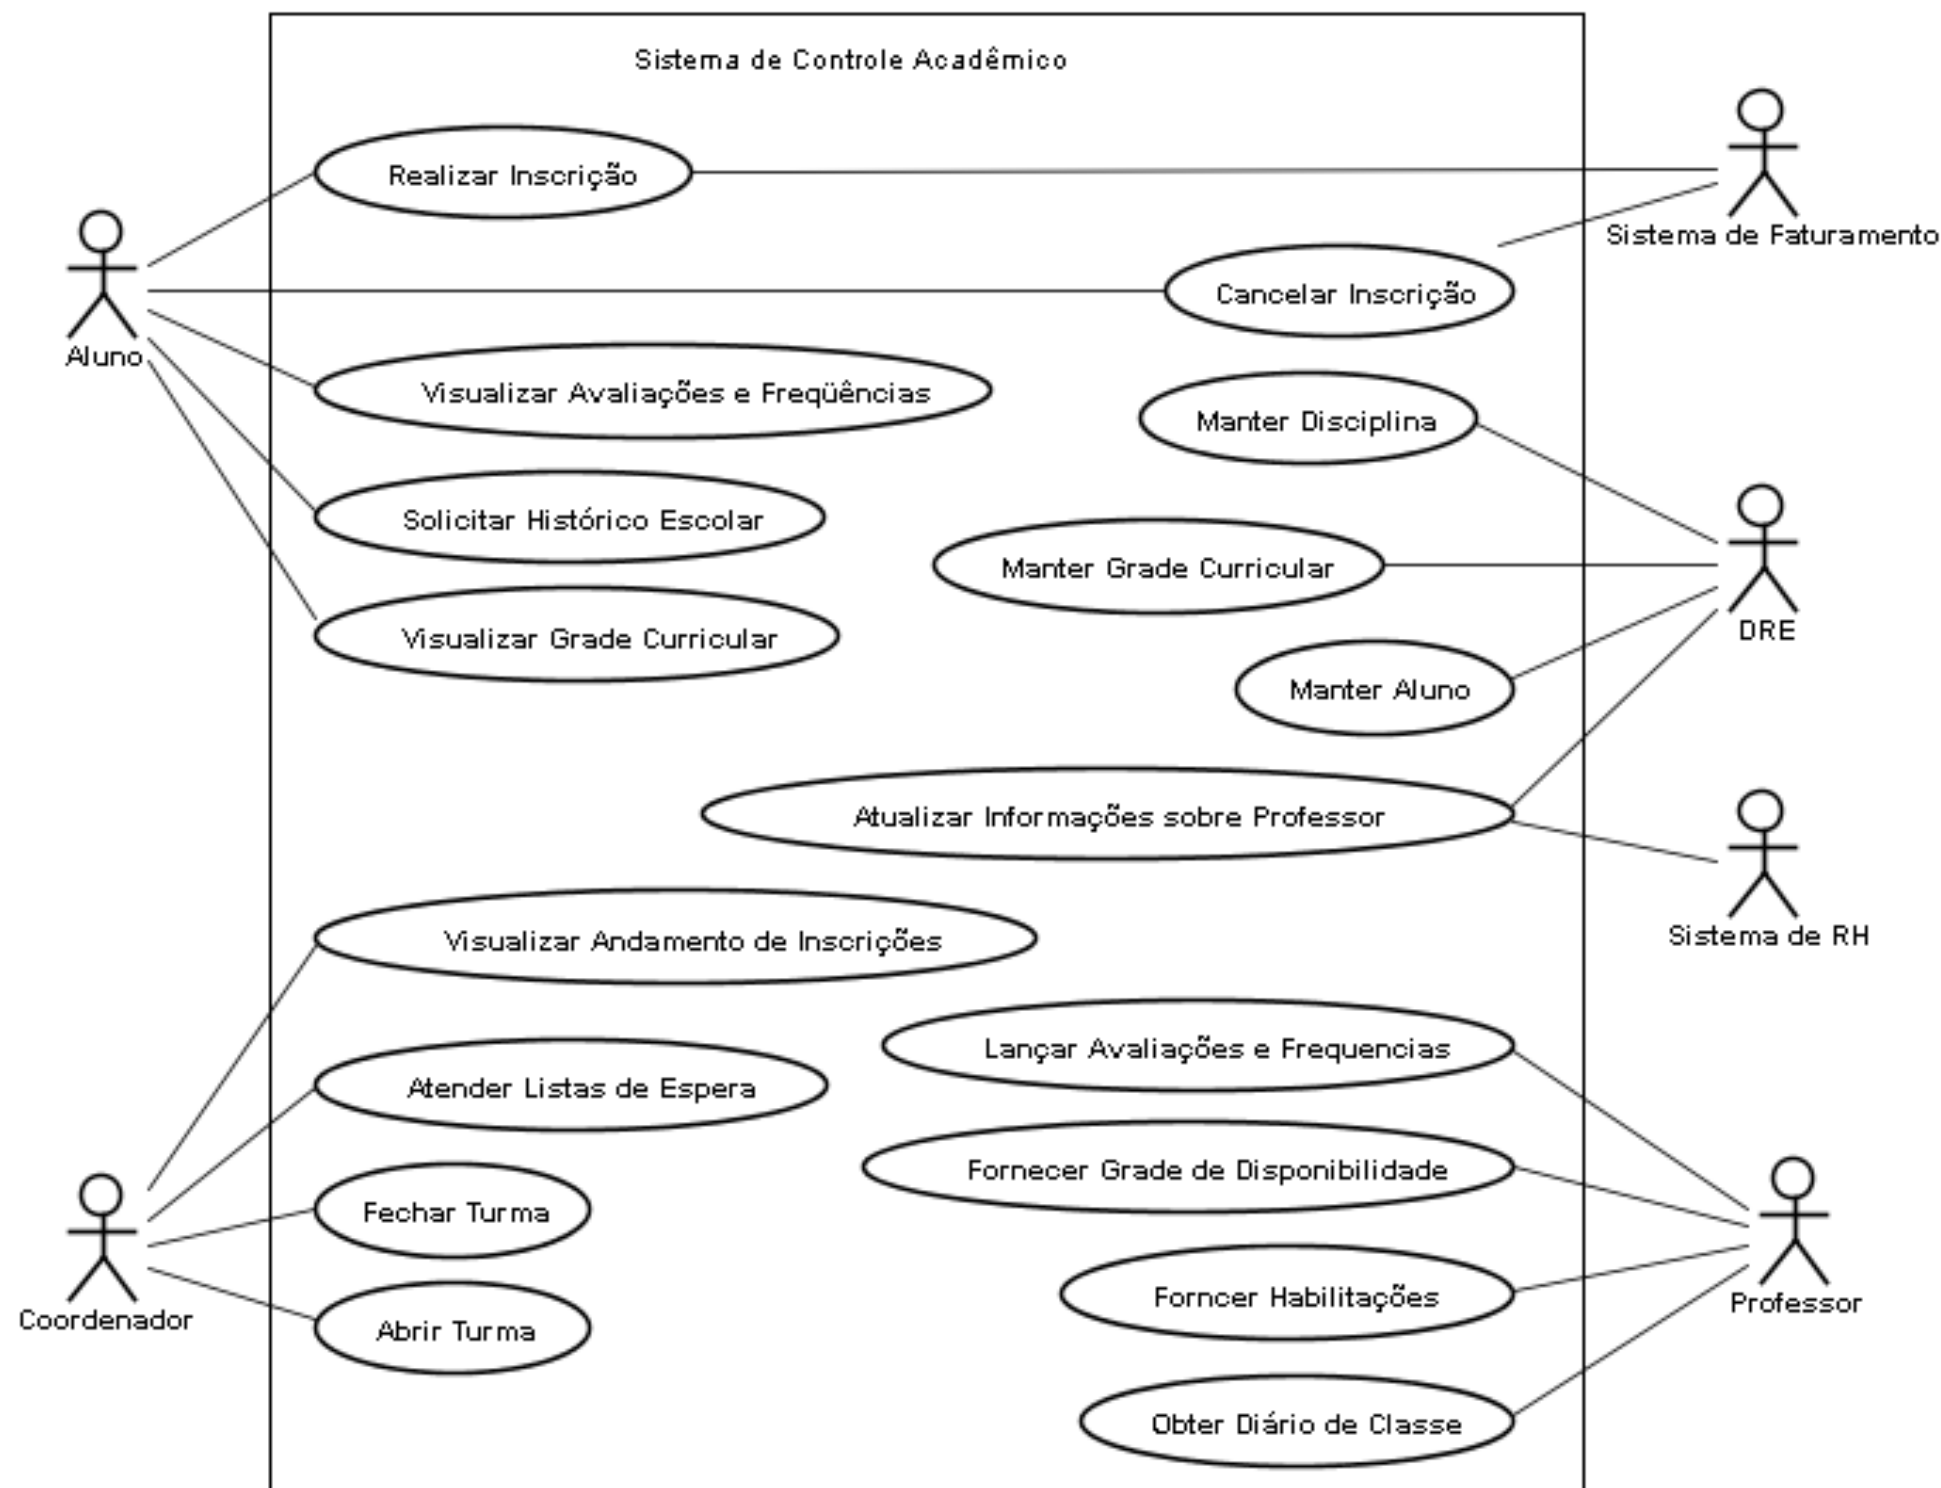 Sistema de Controle Acadêmico
Realizar Inscrição
Sistema de Faturamento
Cancelar Inscrição
Aluno
Visualizar Avaliações e Freqüências
Manter Disciplina
Solicitar Histórico Escolar
Manter Grade Curricular
DRE
Visualizar Grade Curricular
Manter Aluno
Atualizar Informações sobre Professor
Sistema de RH
Visualizar Andamento de Inscrições
Lançar Avaliações e Frequencias
Atender Listas de Espera
Fornecer Grade de Disponibilidade
Fechar Turma
Forncer Habilitações
Professor
Coordenador
Abrir Turma
Obter Diário de Classe